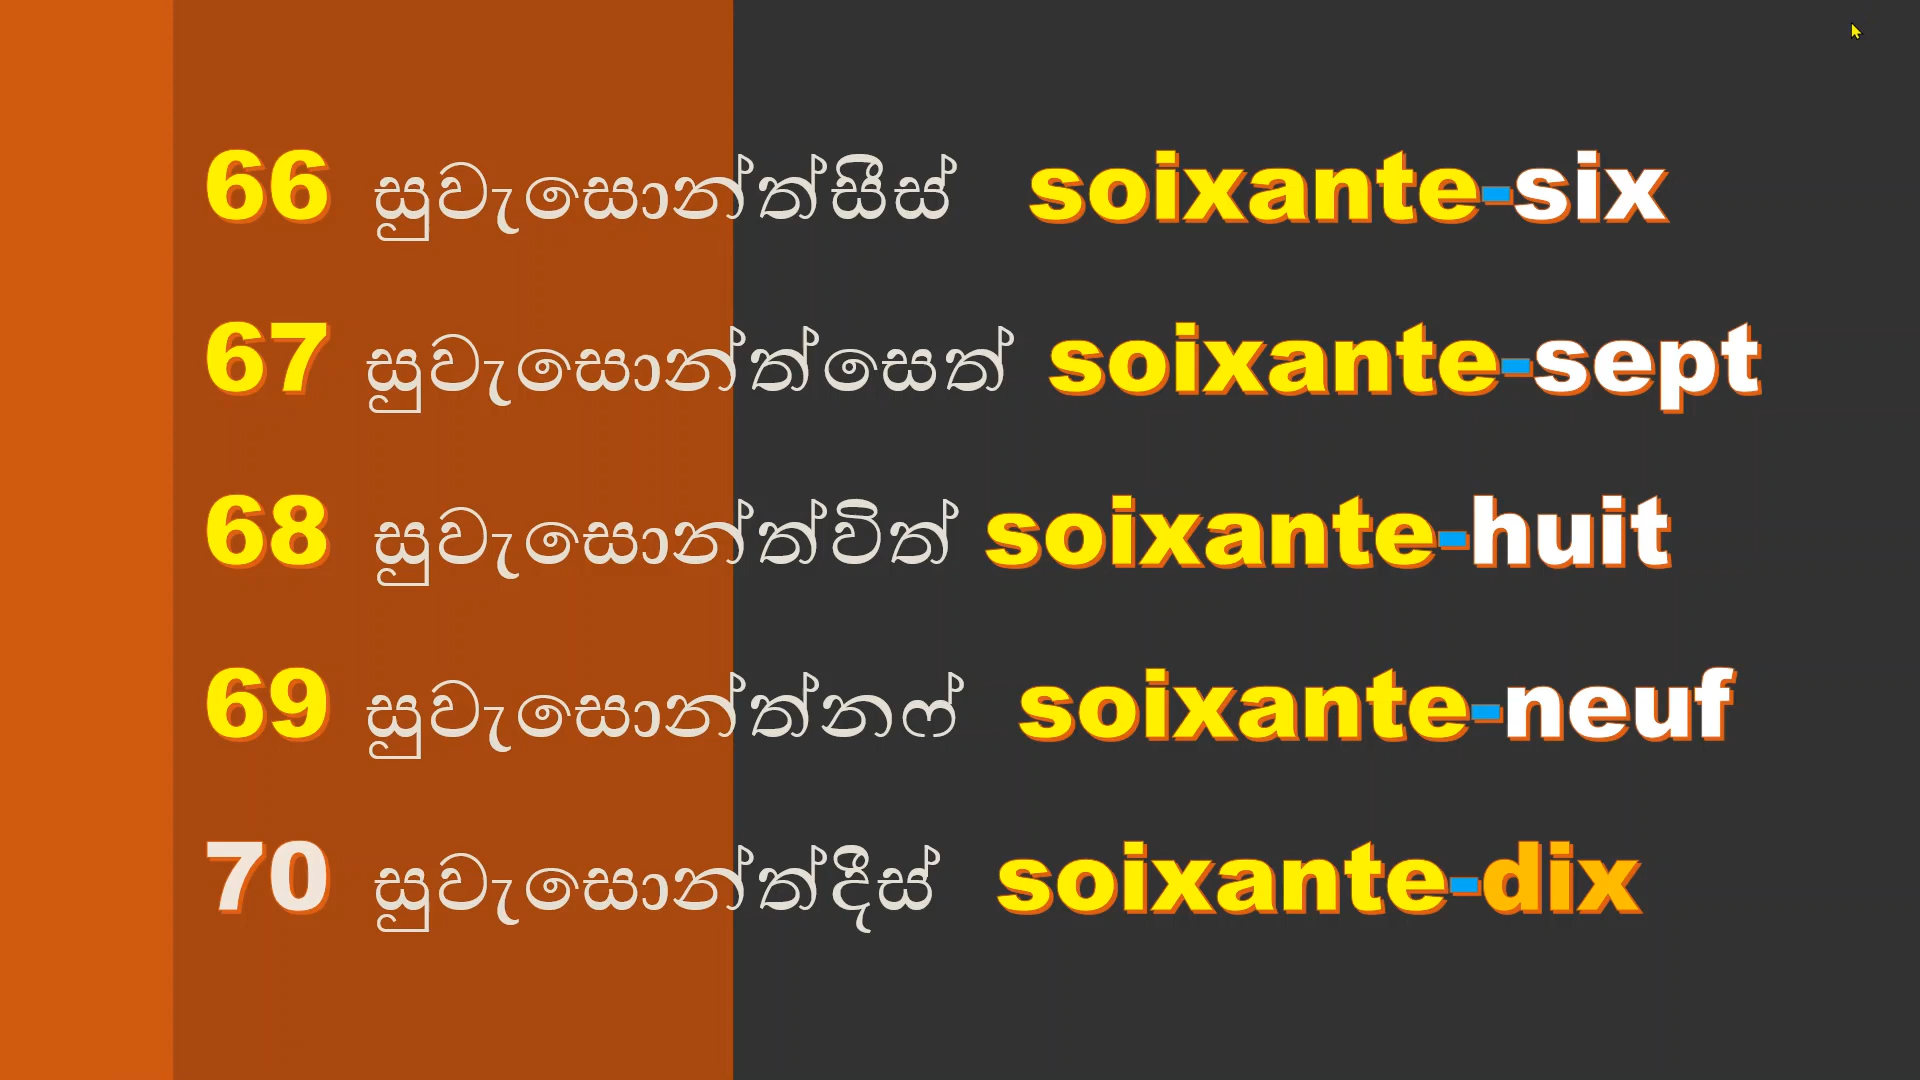 66 සුවැසොන්ත්සීස් soixante-six
67 සුවැසොන්ත්සෙත් soixante-sept
68 සුවැසොන්ත්විත් soixante-huit
69 සුවැසොන්ත්නෆ් soixante-neuf
70 සුවැසොන්ත්දීස් soixante-dix